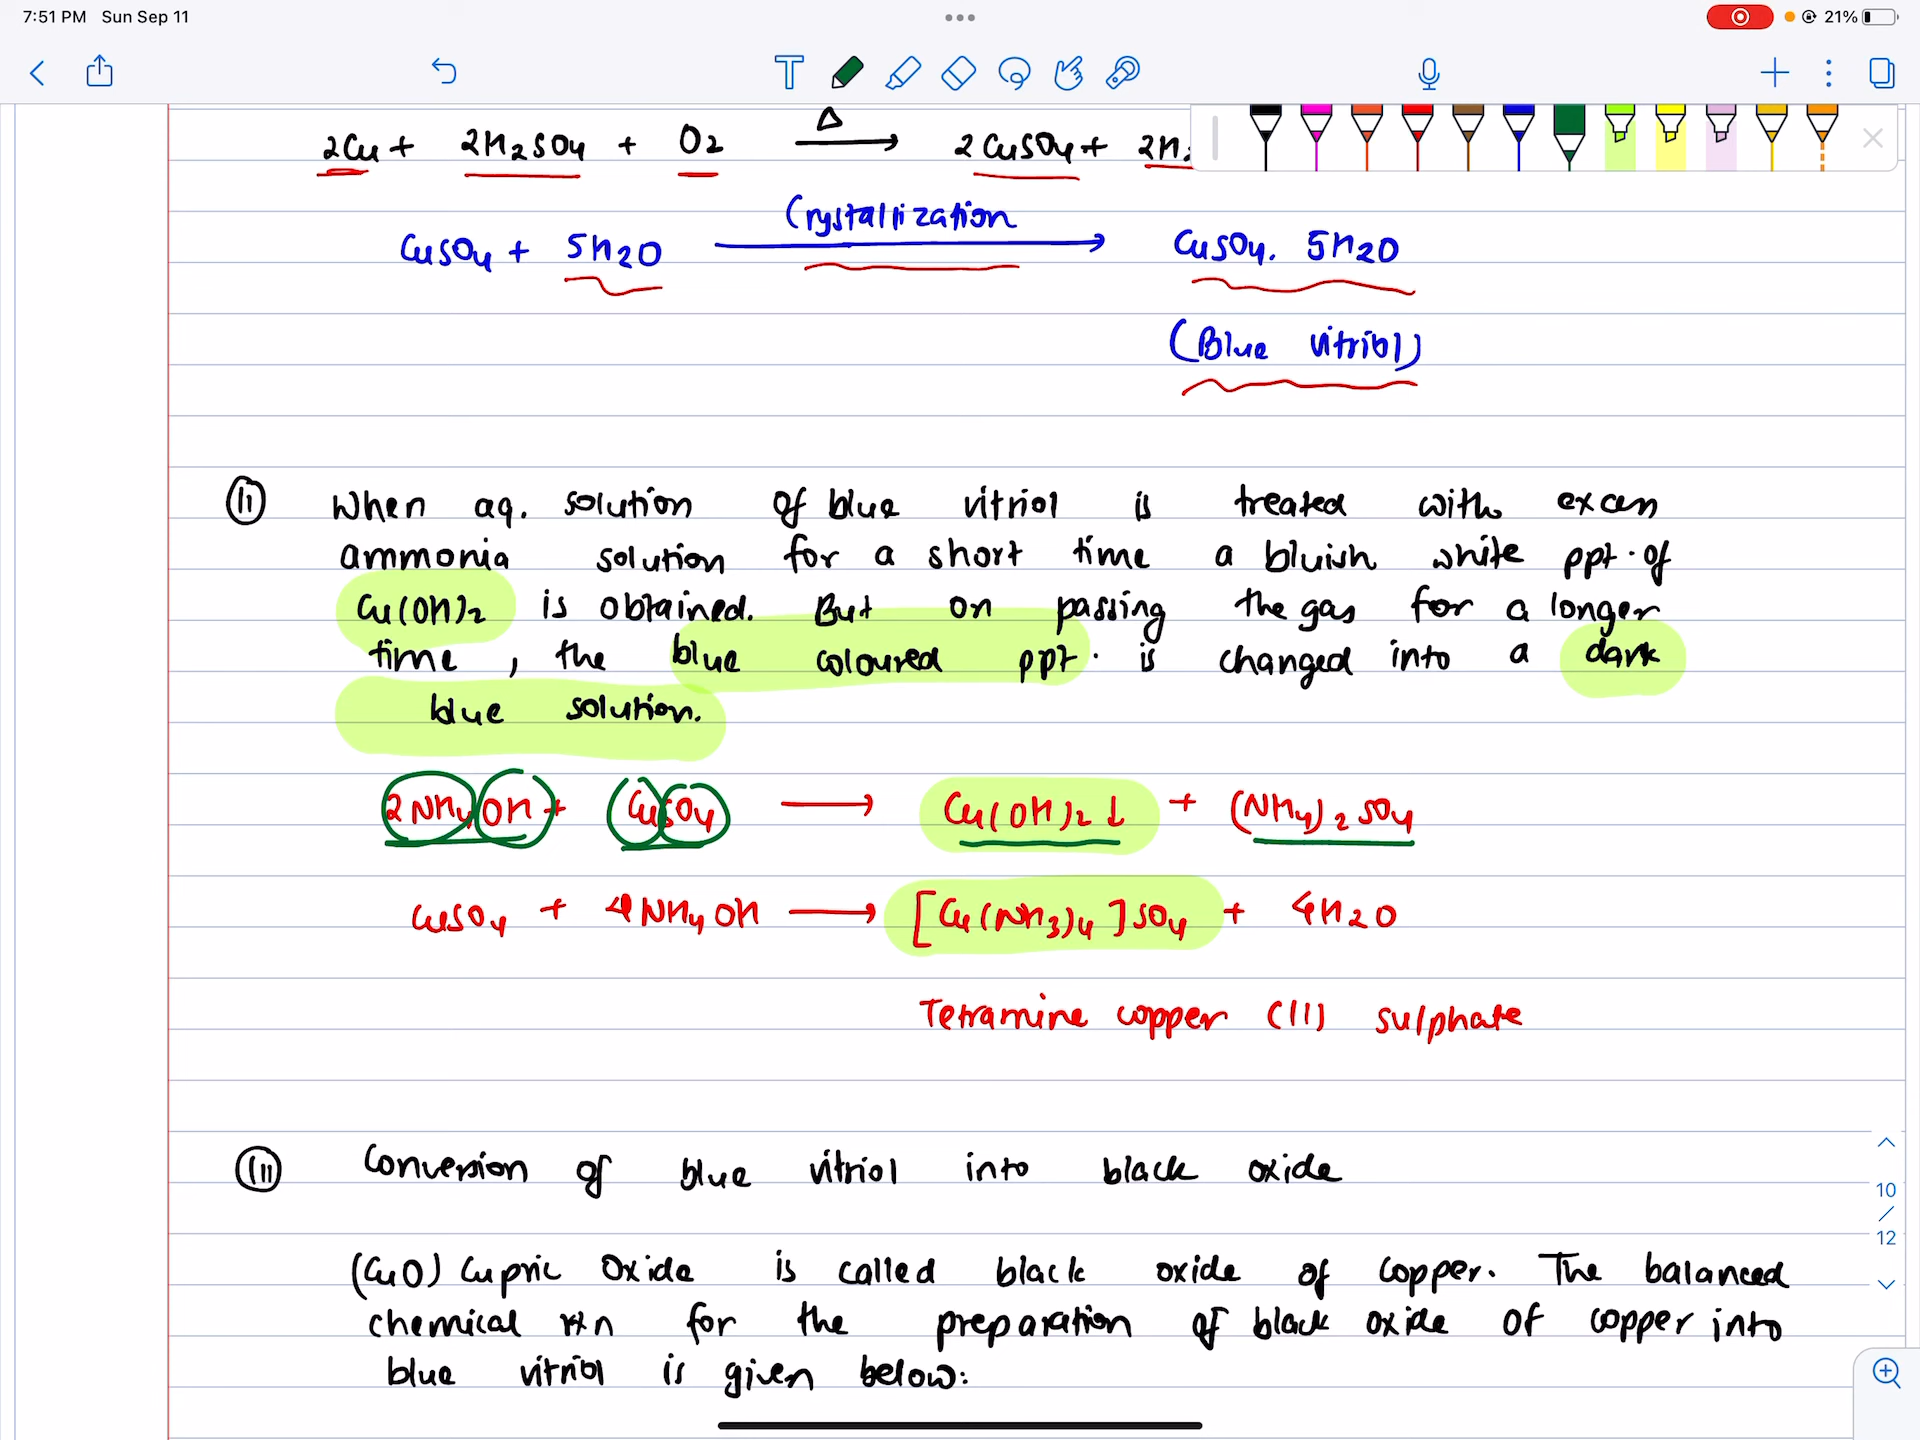 7:51 PM Sun Sep 11
21%
2Cu + 2H2SO4 + O2 Δ → 2CuSO4 + 2H2
Crystallization
CuSO4 + 5H2O → CuSO4. 5H2O
(Blue vitriol)
(ii) When aq. solution of blue vitriol is treated with excess
ammonia solution for a short time a bluish white ppt. of
Cu(OH)2 is obtained. But on passing the gas for a longer
time, the blue coloured ppt. is changed into a dark
blue solution.
2NH4OH + CuSO4 → Cu(OH)2↓ + (NH4)2SO4
CuSO4 + 4NH4OH → [Cu(NH3)4]SO4 + 4H2O
Tetramine copper (II) sulphate
(iii) Conversion of blue vitriol into black oxide
(CuO) Cupric Oxide is called black oxide of copper. The balanced
chemical rxn for the preparation of black oxide of copper into
blue vitriol is given below:
10
/
12